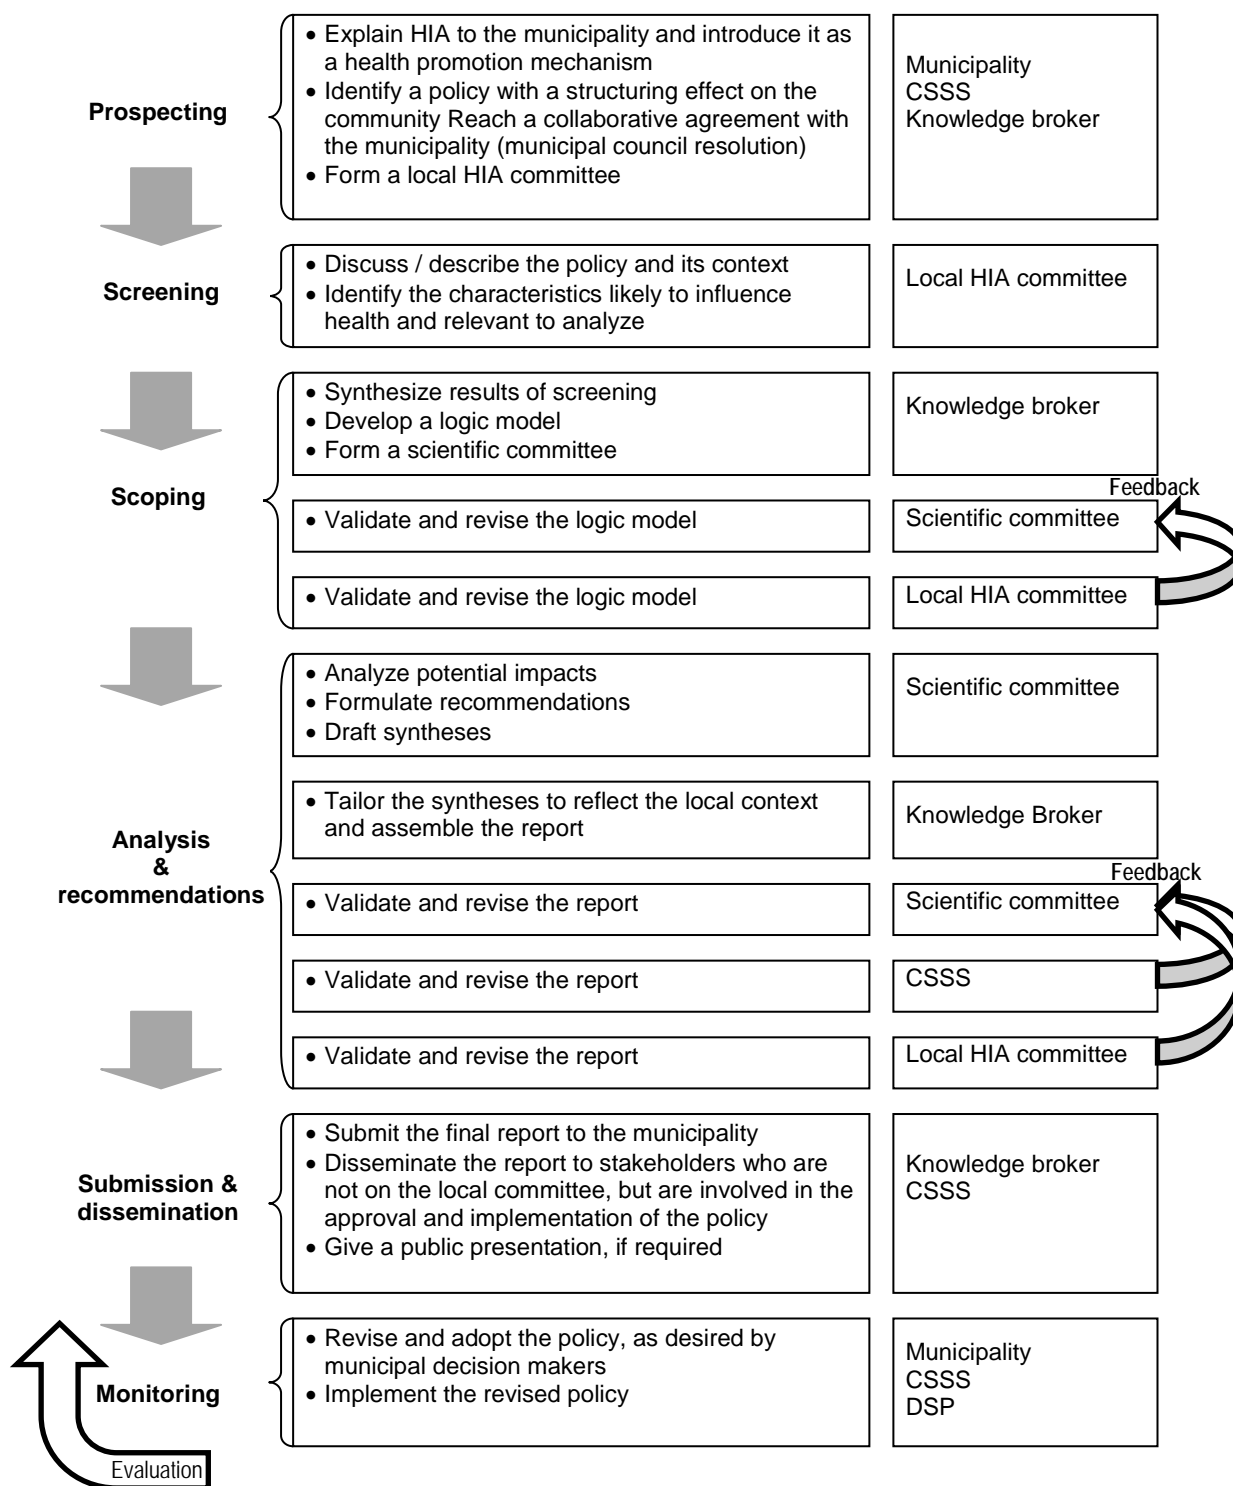 Prospecting
• Explain HIA to the municipality and introduce it as
a health promotion mechanism
• Identify a policy with a structuring effect on the
community Reach a collaborative agreement with
the municipality (municipal council resolution)
• Form a local HIA committee
Municipality
CSSS
Knowledge broker
Screening
• Discuss / describe the policy and its context
• Identify the characteristics likely to influence
health and relevant to analyze
Local HIA committee
Scoping
• Synthesize results of screening
• Develop a logic model
• Form a scientific committee
Knowledge broker
Feedback
• Validate and revise the logic model
Scientific committee
• Validate and revise the logic model
Local HIA committee
Analysis
&
recommendations
• Analyze potential impacts
• Formulate recommendations
• Draft syntheses
Scientific committee
• Tailor the syntheses to reflect the local context
and assemble the report
Knowledge Broker
Feedback
• Validate and revise the report
Scientific committee
• Validate and revise the report
CSSS
• Validate and revise the report
Local HIA committee
Submission &
dissemination
• Submit the final report to the municipality
• Disseminate the report to stakeholders who are
not on the local committee, but are involved in the
approval and implementation of the policy
• Give a public presentation, if required
Knowledge broker
CSSS
Monitoring
• Revise and adopt the policy, as desired by
municipal decision makers
• Implement the revised policy
Municipality
CSSS
DSP
Evaluation